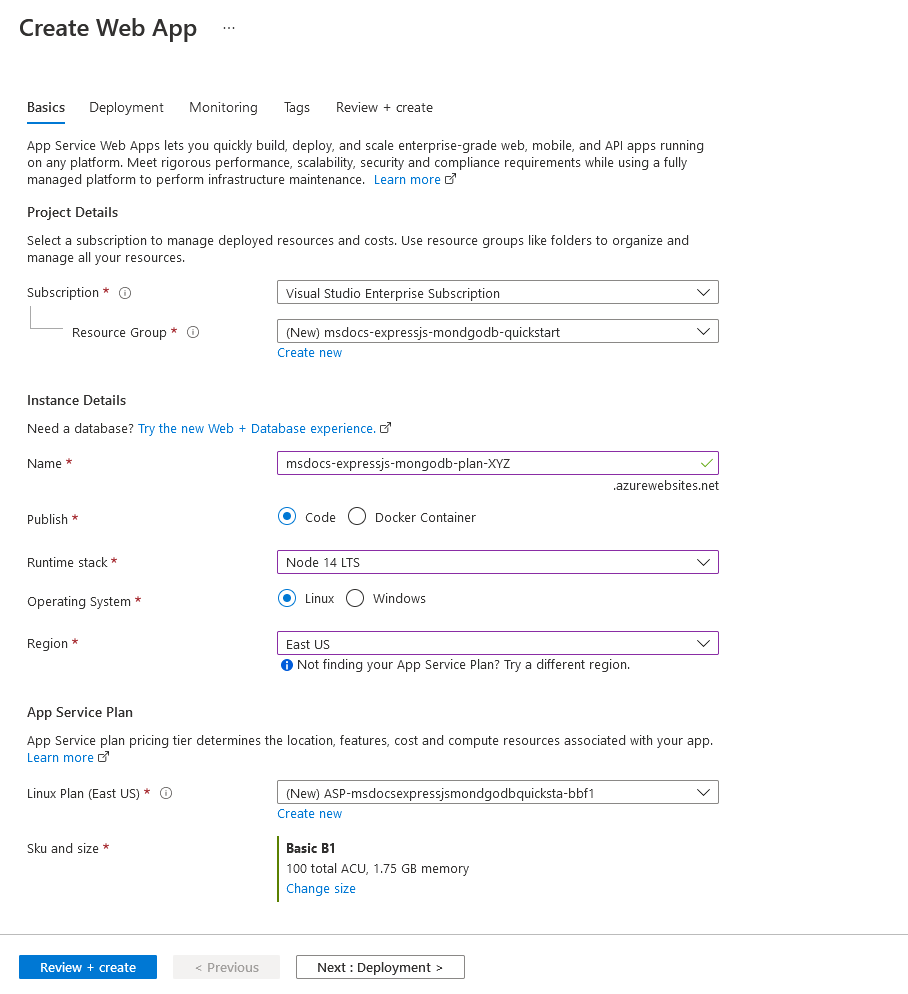 Create Web App ...
Basics Deployment Monitoring Tags Review + create
App Service Web Apps lets you quickly build, deploy, and scale enterprise-grade web, mobile, and API apps running
on any platform. Meet rigorous performance, scalability, security and compliance requirements while using a fully
managed platform to perform infrastructure maintenance. Learn more
Project Details
Select a subscription to manage deployed resources and costs. Use resource groups like folders to organize and
manage all your resources.
Subscription * Visual Studio Enterprise Subscription
Resource Group * (New) msdocs-expressjs-mondgodb-quickstart
Create new
Instance Details
Need a database? Try the new Web + Database experience.
Name * msdocs-expressjs-mongodb-plan-XYZ
.azurewebsites.net
Publish * Code Docker Container
Runtime stack * Node 14 LTS
Operating System * Linux Windows
Region * East US
Not finding your App Service Plan? Try a different region.
App Service Plan
App Service plan pricing tier determines the location, features, cost and compute resources associated with your app.
Learn more
Linux Plan (East US) * (New) ASP-msdocsexpressjsmondgodbquicksta-bbf1
Create new
Sku and size * Basic B1
100 total ACU, 1.75 GB memory
Change size
Review + create < Previous Next : Deployment >